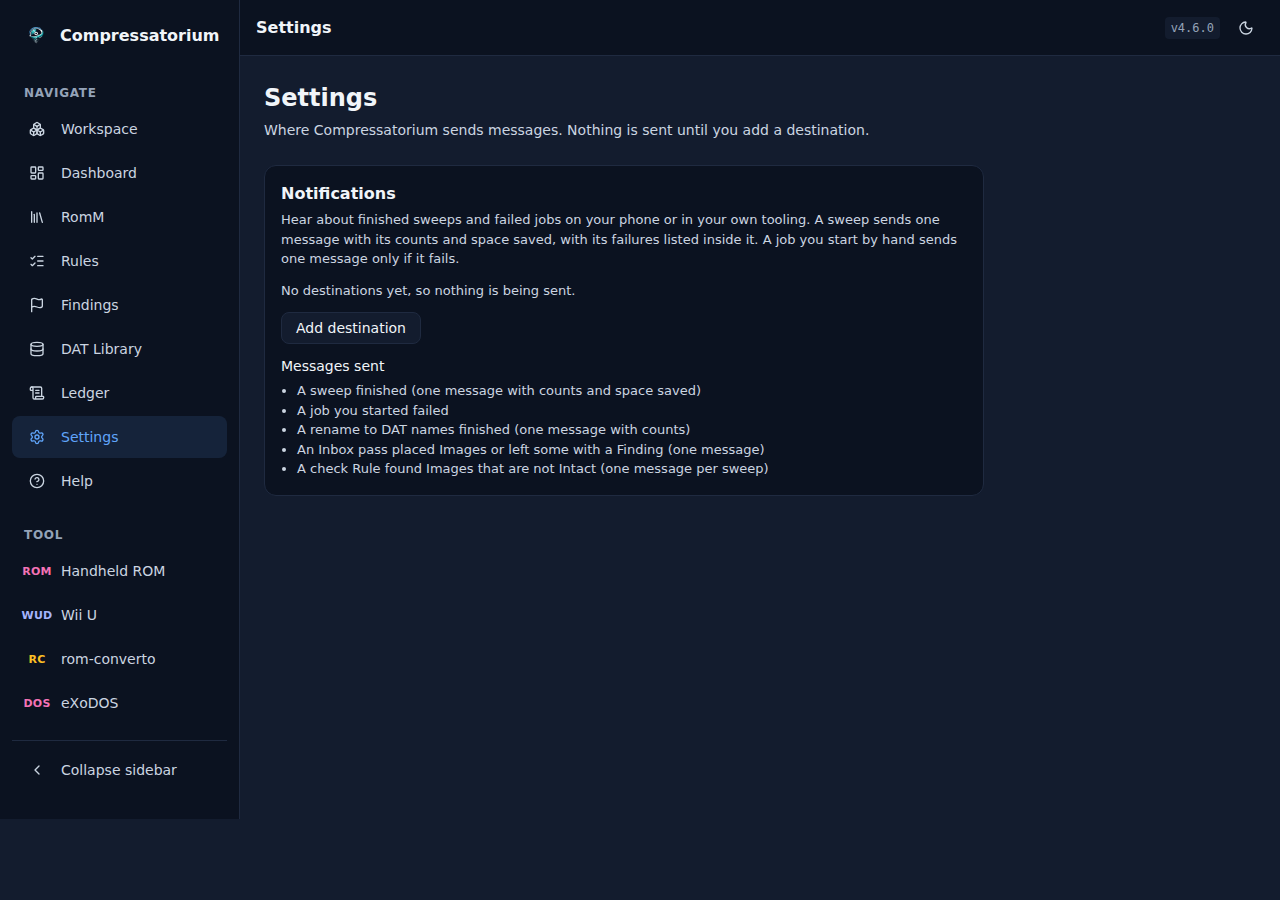 Compressatorium
NAVIGATE
Workspace
Dashboard
RomM
Rules
Findings
DAT Library
Ledger
Settings
Help
TOOL
ROM Handheld ROM
WUD Wii U
RC rom-converto
DOS eXoDOS
Collapse sidebar
Settings
v4.6.0
Settings
Where Compressatorium sends messages. Nothing is sent until you add a destination.
Notifications
Hear about finished sweeps and failed jobs on your phone or in your own tooling. A sweep sends one
message with its counts and space saved, with its failures listed inside it. A job you start by hand sends
one message only if it fails.
No destinations yet, so nothing is being sent.
Add destination
Messages sent
• A sweep finished (one message with counts and space saved)
• A job you started failed
• A rename to DAT names finished (one message with counts)
• An Inbox pass placed Images or left some with a Finding (one message)
• A check Rule found Images that are not Intact (one message per sweep)